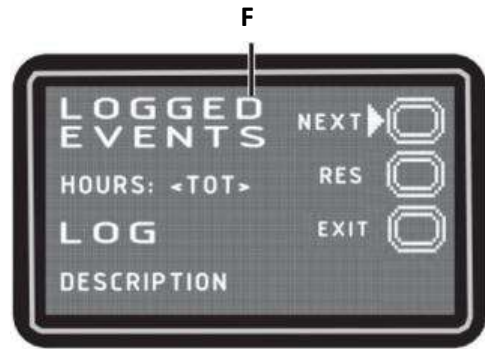 F
LOGGED
EVENTS
NEXT
HOURS: <TOT>
RES
LOG
EXIT
DESCRIPTION